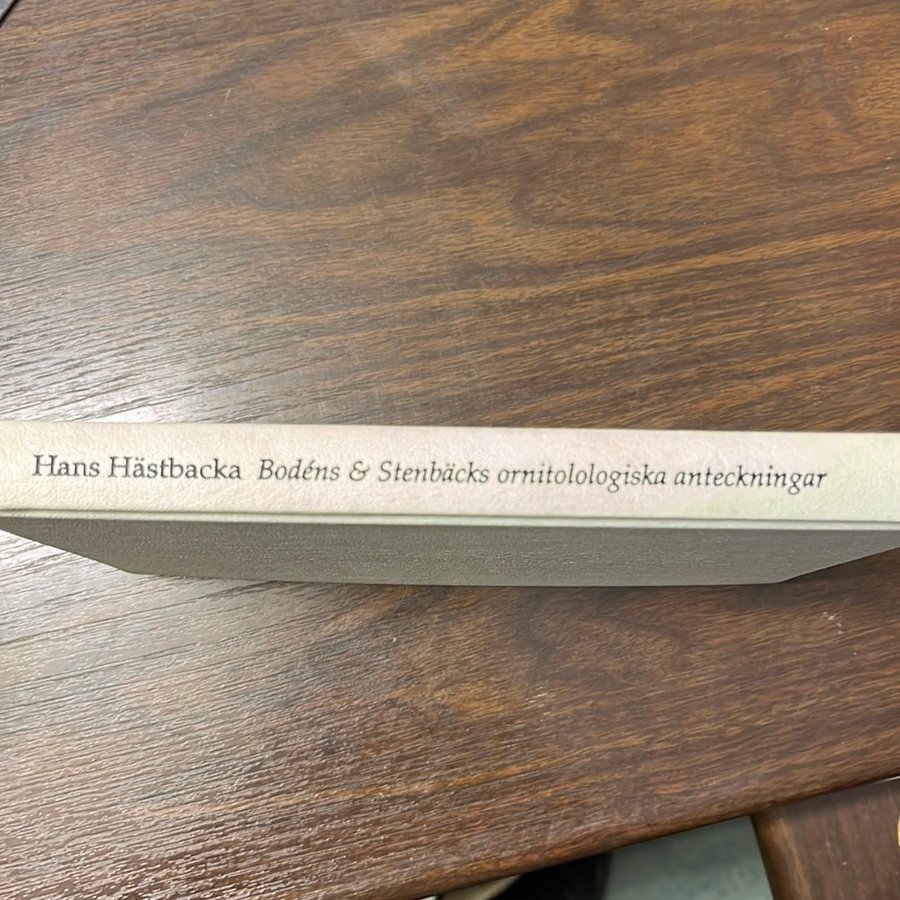 Hans Hästbacka Bodéns & Stenbäcks ornitolologiska anteckningar